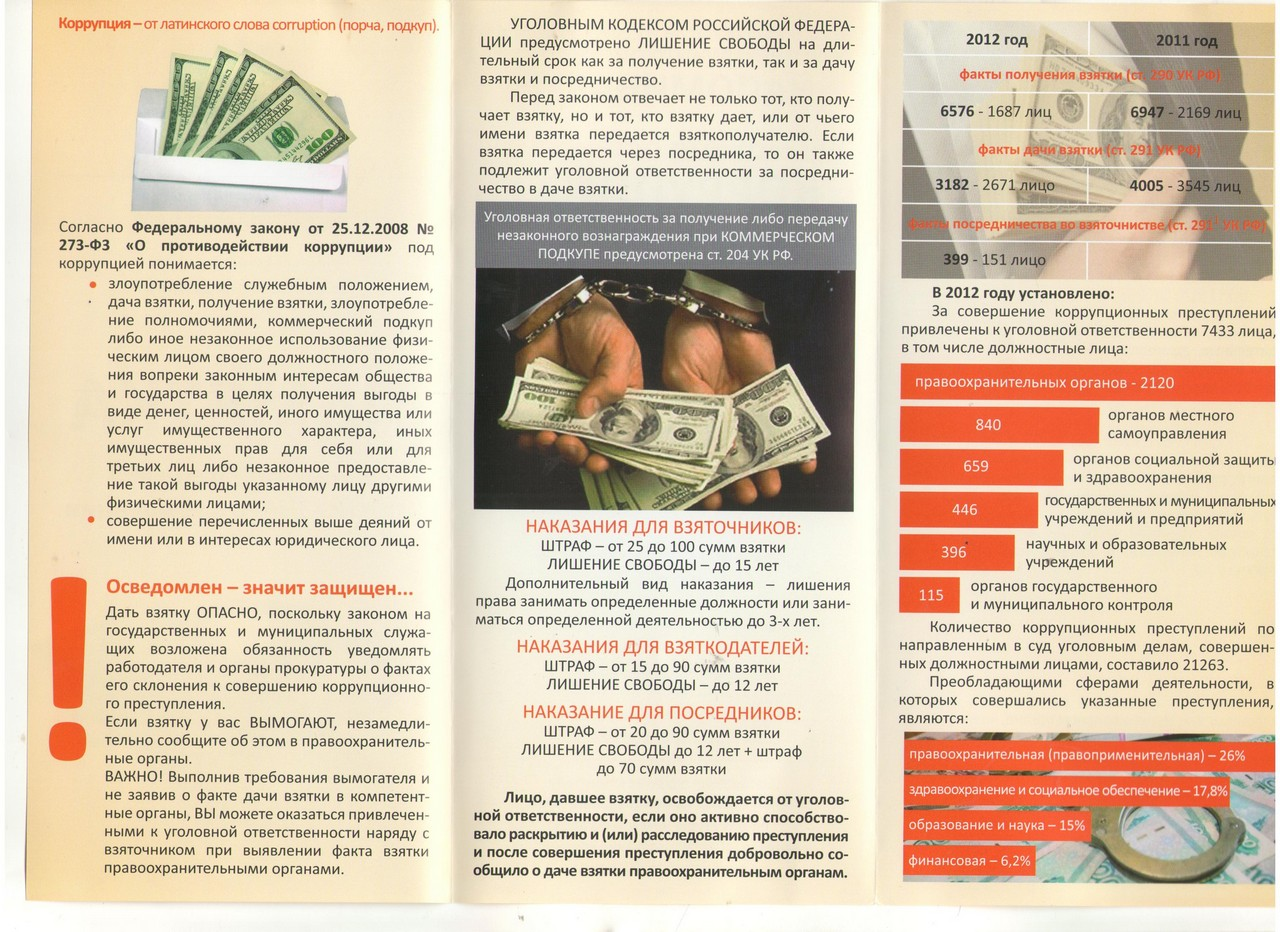 Коррупция – от латинского слова corruption (порча, подкуп).
Согласно Федеральному закону от 25.12.2008 №
273-ФЗ «О противодействии коррупции» под
коррупцией понимается:
• злоупотребление служебным положением,
дача взятки, получение взятки, злоупотребле-
ние полномочиями, коммерческий подкуп
либо иное незаконное использование физи-
ческим лицом своего должностного положе-
ния вопреки законным интересам общества
и государства в целях получения выгоды в
виде денег, ценностей, иного имущества или
услуг имущественного характера, иных
имущественных прав для себя или для
третьих лиц либо незаконное предоставле-
ние такой выгоды указанному лицу другими
физическими лицами;
• совершение перечисленных выше деяний от
имени или в интересах юридического лица.
Осведомлен – значит защищен...
Дать взятку ОПАСНО, поскольку законом на
государственных и муниципальных служа-
щих возложена обязанность уведомлять
работодателя и органы прокуратуры о фактах
его склонения к совершению коррупционно-
го преступления.
Если взятку у вас ВЫМОГАЮТ, незамедли-
тельно сообщите об этом в правоохранитель-
ные органы.
ВАЖНО! Выполнив требования вымогателя и
не заявив о факте дачи взятки в компетент-
ные органы, ВЫ можете оказаться привлечен-
ными к уголовной ответственности наряду с
взяточником при выявлении факта взятки
правоохранительными органами.
УГОЛОВНЫМ КОДЕКСОМ РОССИЙСКОЙ ФЕДЕРА-
ЦИИ предусмотрено ЛИШЕНИЕ СВОБОДЫ на дли-
тельный срок как за получение взятки, так и за дачу
взятки и посредничество.
Перед законом отвечает не только тот, кто полу-
чает взятку, но и тот, кто взятку дает, или от чьего
имени взятка передается взяткополучателю. Если
взятка передается через посредника, то он также
подлежит уголовной ответственности за посредни-
чество в даче взятки.
Уголовная ответственность за получение либо передачу
незаконного вознаграждения при КОММЕРЧЕСКОМ
ПОДКУПЕ предусмотрена ст. 204 УК РФ.
НАКАЗАНИЯ ДЛЯ ВЗЯТОЧНИКОВ:
ШТРАФ – от 25 до 100 сумм взятки
ЛИШЕНИЕ СВОБОДЫ – до 15 лет
Дополнительный вид наказания – лишения
права занимать определенные должности или зани-
маться определенной деятельностью до 3-х лет.
НАКАЗАНИЯ ДЛЯ ВЗЯТКОДАТЕЛЕЙ:
ШТРАФ – от 15 до 90 сумм взятки
ЛИШЕНИЕ СВОБОДЫ – до 12 лет
НАКАЗАНИЕ ДЛЯ ПОСРЕДНИКОВ:
ШТРАФ – от 20 до 90 сумм взятки
ЛИШЕНИЕ СВОБОДЫ до 12 лет + штраф
до 70 сумм взятки
Лицо, давшее взятку, освобождается от уголов-
ной ответственности, если оно активно способство-
вало раскрытию и (или) расследованию преступления
и после совершения преступления добровольно со-
общило о даче взятки правоохранительным органам.
2012 год 2011 год
факты получения взятки (ст. 290 УК РФ)
6576 - 1687 лиц 6947 - 2169 лиц
факты дачи взятки (ст. 291 УК РФ)
3182 - 2671 лицо 4005 - 3545 лиц
факты посредничества во взяточнистве (ст. 291¹ УК РФ)
399 - 151 лицо
В 2012 году установлено:
За совершение коррупционных преступлений
привлечены к уголовной ответственности 7433 лица,
в том числе должностные лица:
правоохранительных органов - 2120
840 органов местного
самоуправления
659 органов социальной защиты
и здравоохранения
446 государственных и муниципальных
учреждений и предприятий
396 научных и образовательных
учреждений
115 органов государственного
и муниципального контроля
Количество коррупционных преступлений по
направленным в суд уголовным делам, совершен-
ных должностными лицами, составило 21263.
Преобладающими сферами деятельности, в
которых совершались указанные преступления,
являются:
правоохранительная (правоприменительная) – 26%
здравоохранение и социальное обеспечение – 17,8%
образование и наука – 15%
финансовая – 6,2%